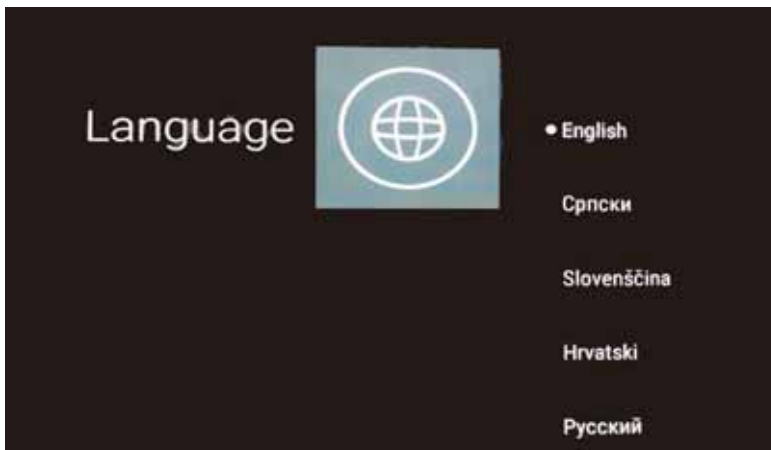 Language
English
Српски
Slovenščina
Hrvatski
Русский